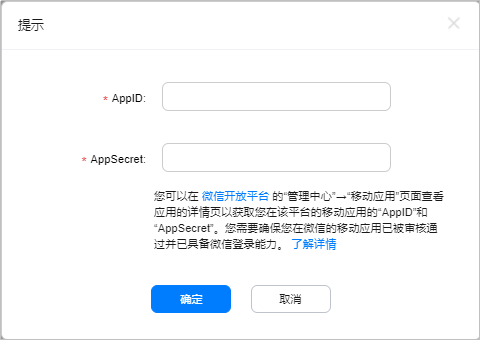 提示
* AppID:
* AppSecret:
您可以在 微信开放平台 的“管理中心”→“移动应用”页面查看
应用的详情页以获取您在该平台的移动应用的“AppID”和
“AppSecret”。您需要确保您在微信的移动应用已被审核通
过并已具备微信登录能力。 了解详情
确定 取消